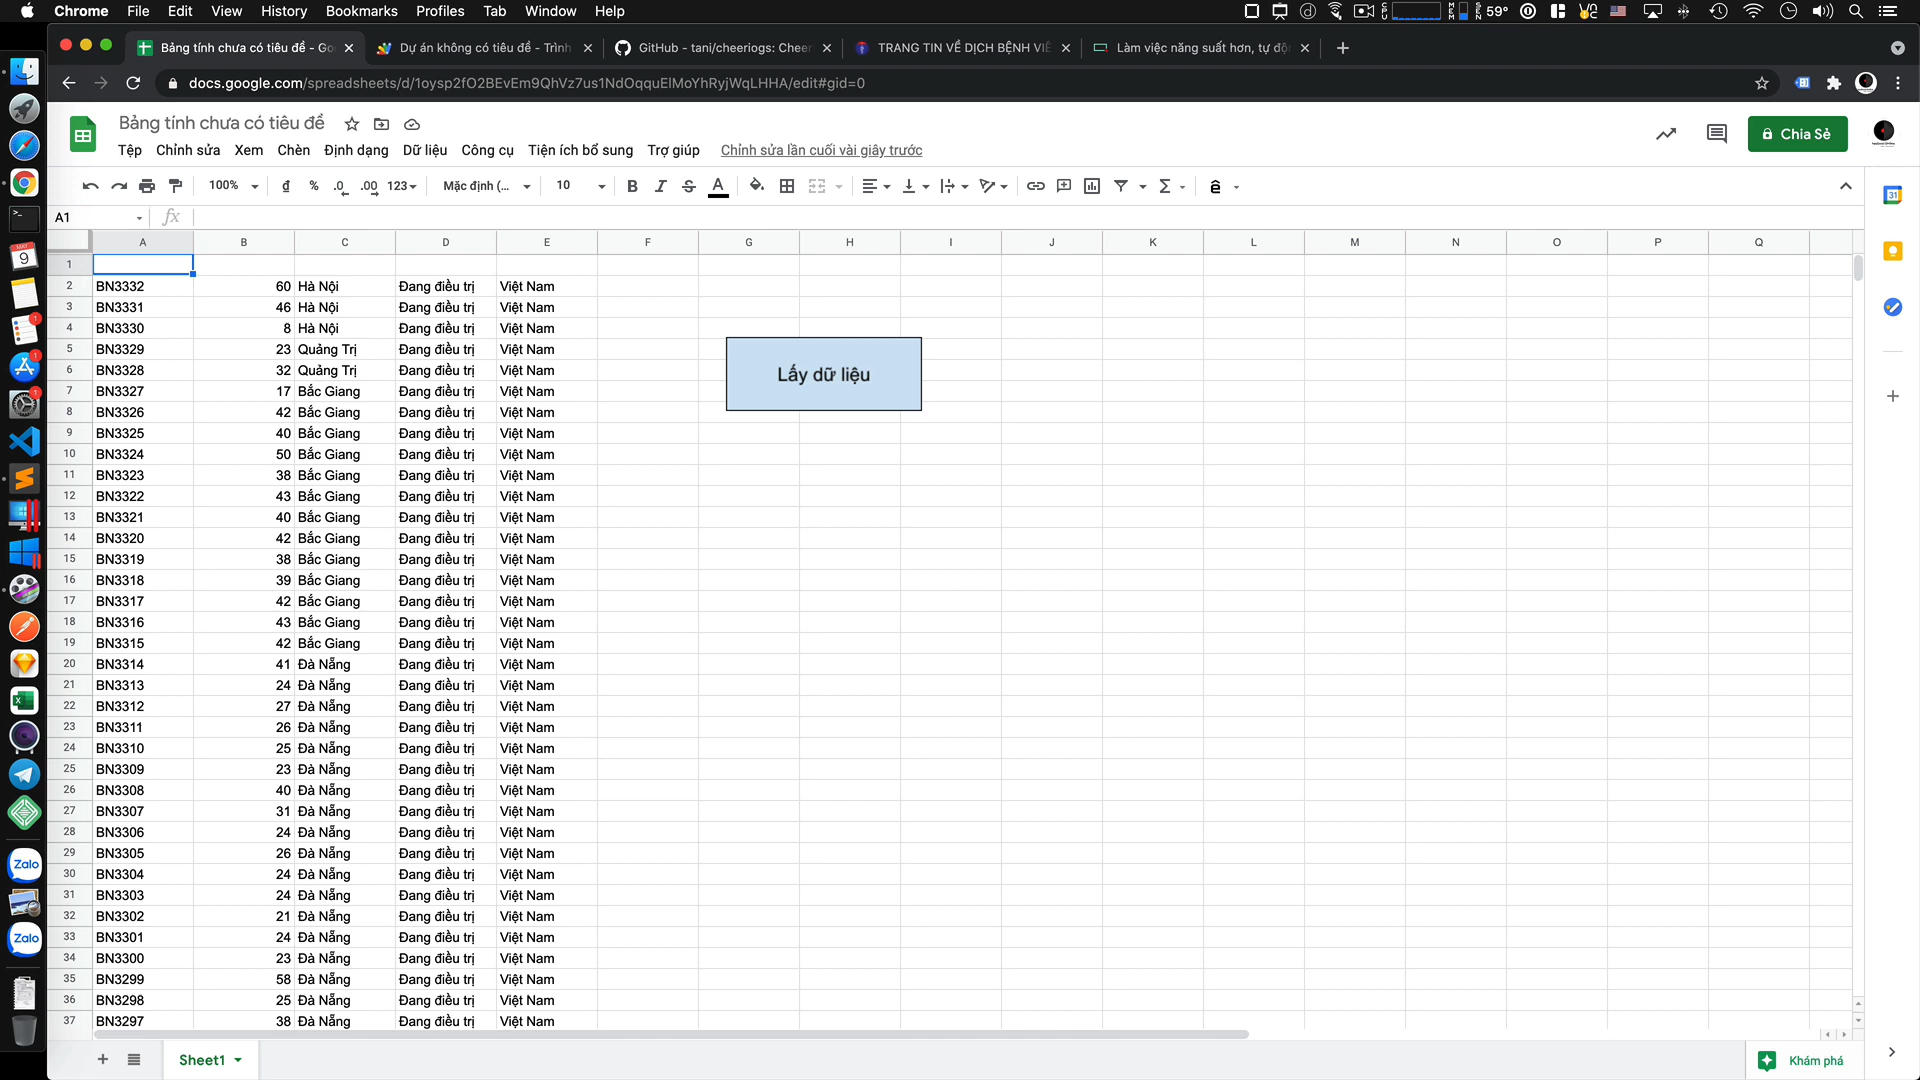 Chrome File Edit View History Bookmarks Profiles Tab Window Help 59°
Bảng tính chưa có tiêu đề - Go Dự án không có tiêu đề - Trình GitHub - tani/cheeriogs: Cheer TRANG TIN VỀ DỊCH BỆNH VIÊ Làm việc năng suất hơn, tự độ
docs.google.com/spreadsheets/d/1oysp2fO2BEvEm9QhVz7us1NdOqquElMoYhRyjWqLHHA/edit#gid=0
Bảng tính chưa có tiêu đề
Chia Sẻ
Tệp Chỉnh sửa Xem Chèn Định dạng Dữ liệu Công cụ Tiện ích bổ sung Trợ giúp Chỉnh sửa lần cuối vài giây trước
100% đ % .0 .00 123 Mặc định (... 10 B I S A Σ ê
A1 fx
A B C D E F G H I J K L M N O P Q
1
2 BN3332 60 Hà Nội Đang điều trị Việt Nam
3 BN3331 46 Hà Nội Đang điều trị Việt Nam
4 BN3330 8 Hà Nội Đang điều trị Việt Nam
5 BN3329 23 Quảng Trị Đang điều trị Việt Nam
6 BN3328 32 Quảng Trị Đang điều trị Việt Nam
Lấy dữ liệu
7 BN3327 17 Bắc Giang Đang điều trị Việt Nam
8 BN3326 42 Bắc Giang Đang điều trị Việt Nam
9 BN3325 40 Bắc Giang Đang điều trị Việt Nam
10 BN3324 50 Bắc Giang Đang điều trị Việt Nam
11 BN3323 38 Bắc Giang Đang điều trị Việt Nam
12 BN3322 43 Bắc Giang Đang điều trị Việt Nam
13 BN3321 40 Bắc Giang Đang điều trị Việt Nam
14 BN3320 42 Bắc Giang Đang điều trị Việt Nam
15 BN3319 38 Bắc Giang Đang điều trị Việt Nam
16 BN3318 39 Bắc Giang Đang điều trị Việt Nam
17 BN3317 42 Bắc Giang Đang điều trị Việt Nam
18 BN3316 43 Bắc Giang Đang điều trị Việt Nam
19 BN3315 42 Bắc Giang Đang điều trị Việt Nam
20 BN3314 41 Đà Nẵng Đang điều trị Việt Nam
21 BN3313 24 Đà Nẵng Đang điều trị Việt Nam
22 BN3312 27 Đà Nẵng Đang điều trị Việt Nam
23 BN3311 26 Đà Nẵng Đang điều trị Việt Nam
24 BN3310 25 Đà Nẵng Đang điều trị Việt Nam
25 BN3309 23 Đà Nẵng Đang điều trị Việt Nam
26 BN3308 40 Đà Nẵng Đang điều trị Việt Nam
27 BN3307 31 Đà Nẵng Đang điều trị Việt Nam
28 BN3306 24 Đà Nẵng Đang điều trị Việt Nam
29 BN3305 26 Đà Nẵng Đang điều trị Việt Nam
30 BN3304 24 Đà Nẵng Đang điều trị Việt Nam
31 BN3303 24 Đà Nẵng Đang điều trị Việt Nam
32 BN3302 21 Đà Nẵng Đang điều trị Việt Nam
33 BN3301 24 Đà Nẵng Đang điều trị Việt Nam
34 BN3300 23 Đà Nẵng Đang điều trị Việt Nam
35 BN3299 58 Đà Nẵng Đang điều trị Việt Nam
36 BN3298 25 Đà Nẵng Đang điều trị Việt Nam
37 BN3297 38 Đà Nẵng Đang điều trị Việt Nam
Sheet1
Khám phá
MAY
9
1
1
1
Zalo
Zalo
31